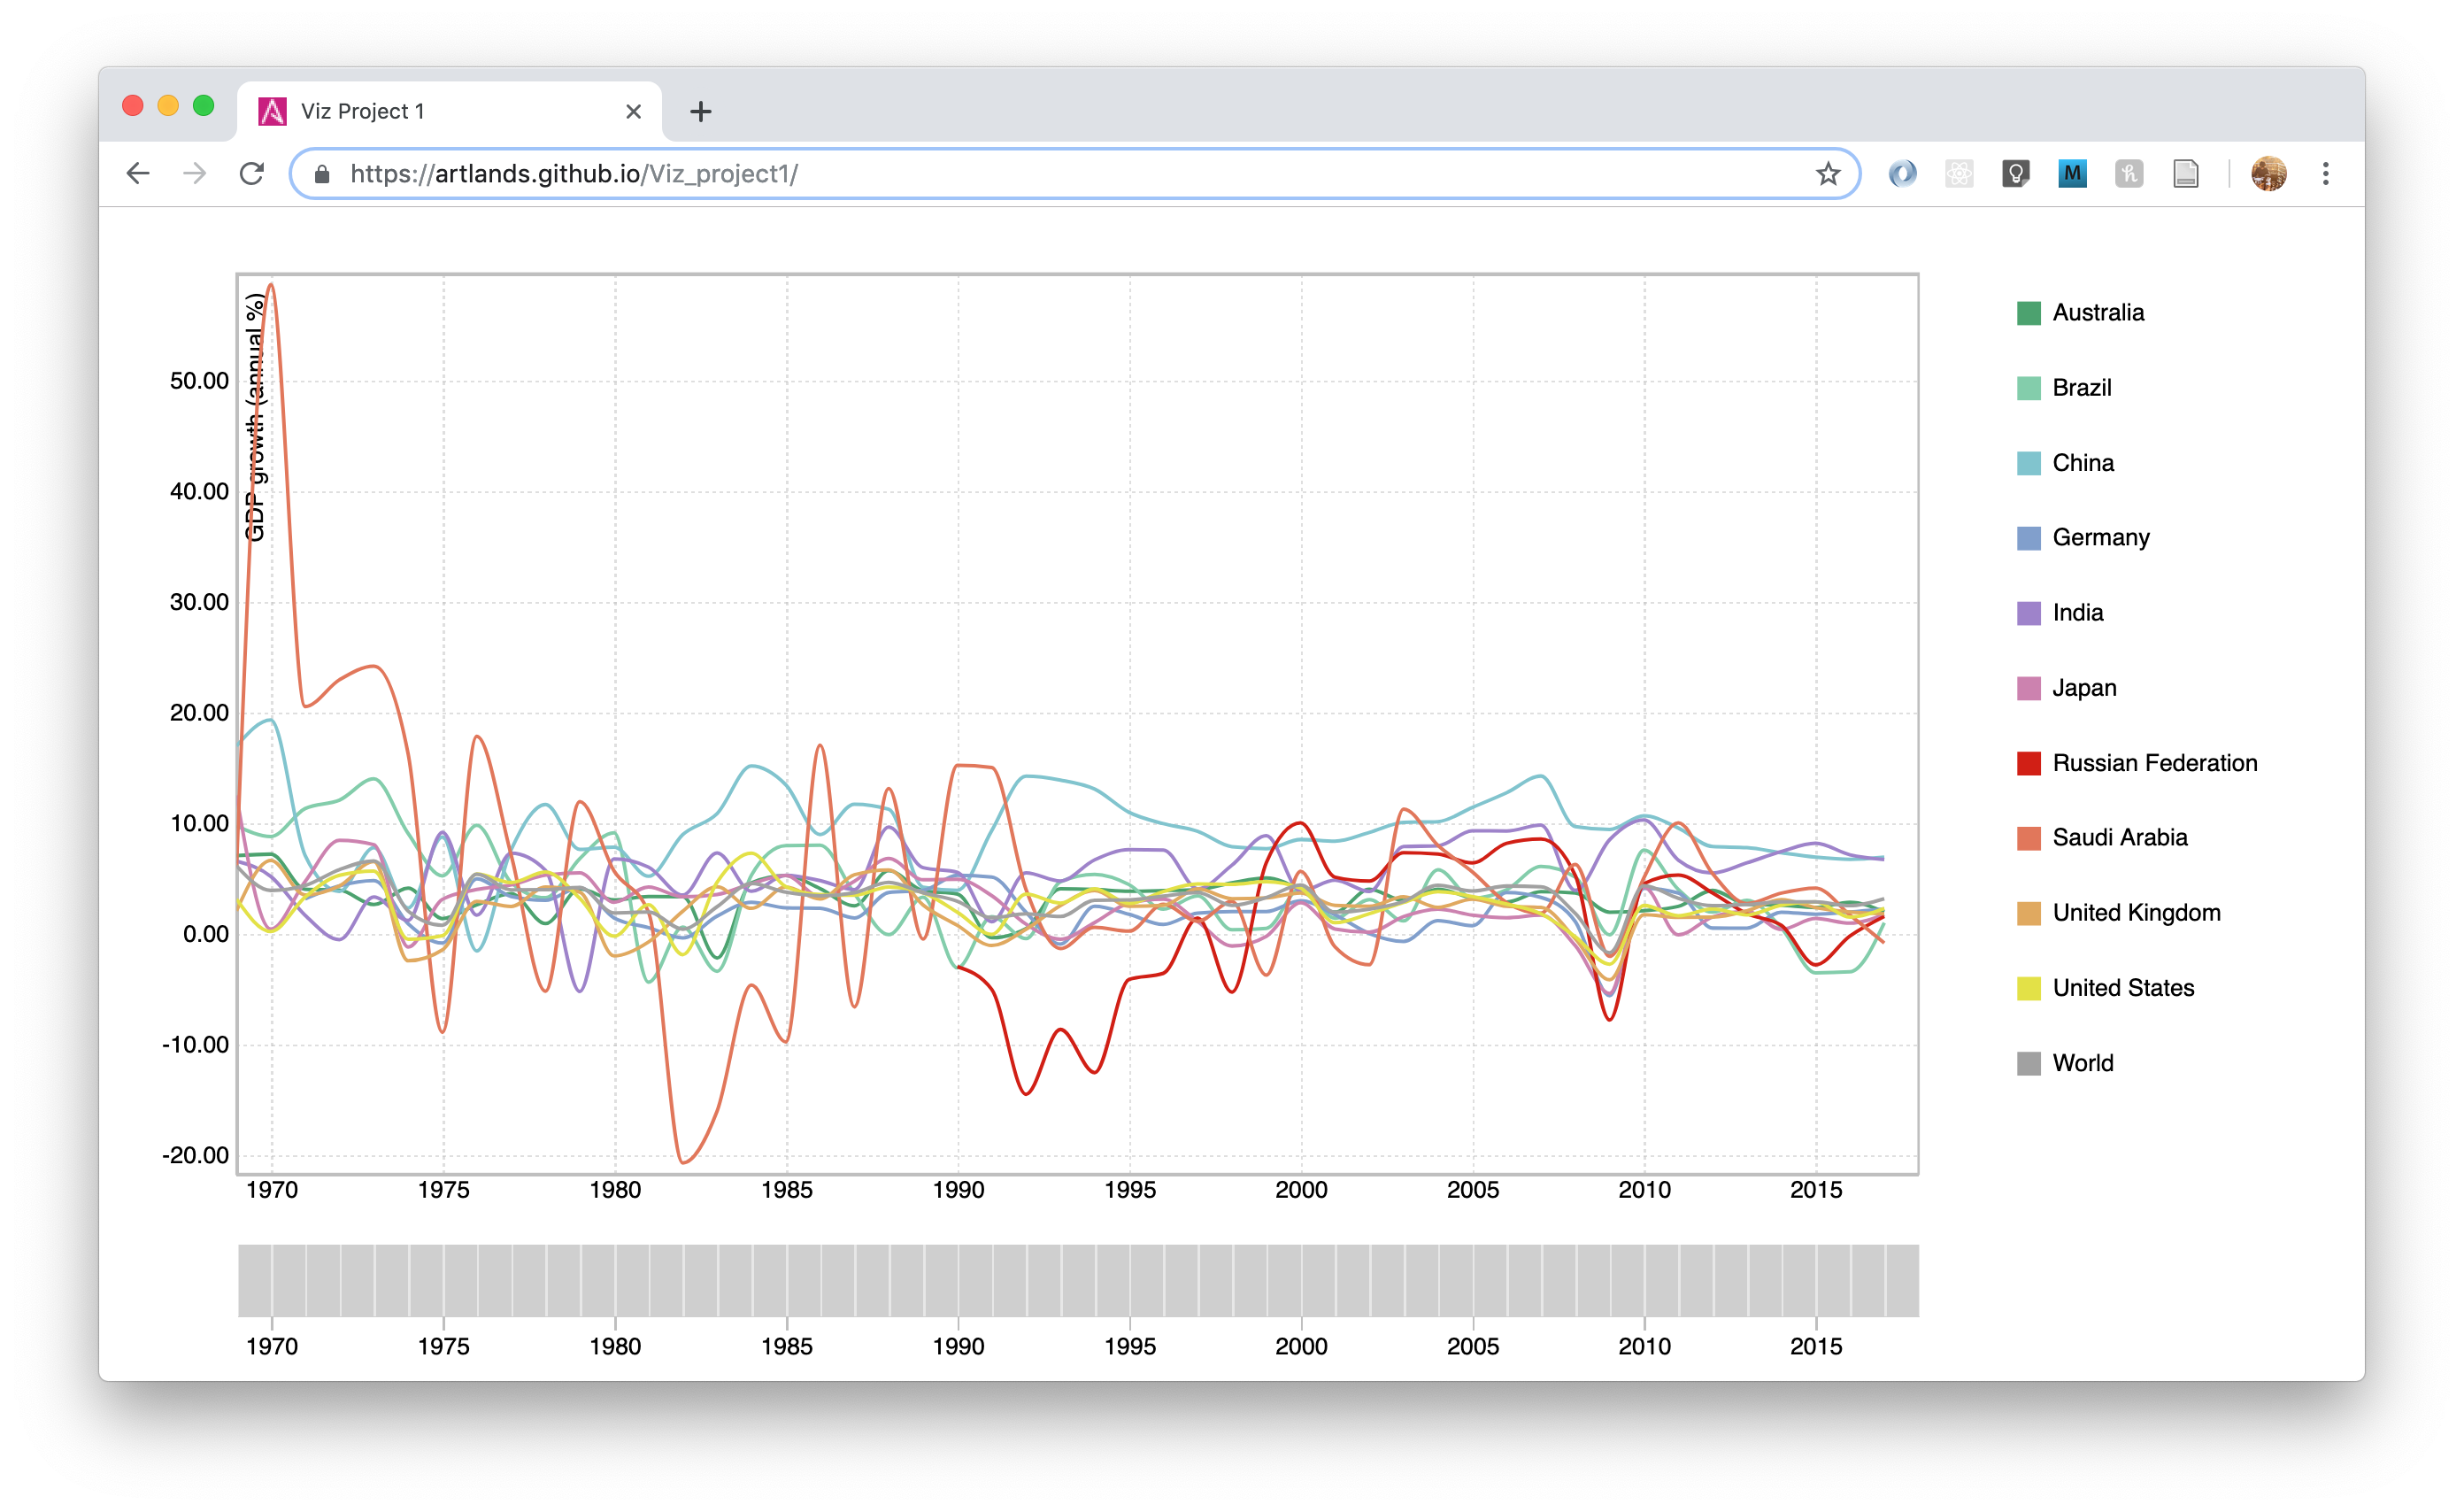 Viz Project 1
https://artlands.github.io/Viz_project1/
M
GDP growth (annual %)
50.00
40.00
30.00
20.00
10.00
0.00
-10.00
-20.00
1970 1975 1980 1985 1990 1995 2000 2005 2010 2015
Australia
Brazil
China
Germany
India
Japan
Russian Federation
Saudi Arabia
United Kingdom
United States
World
1970 1975 1980 1985 1990 1995 2000 2005 2010 2015